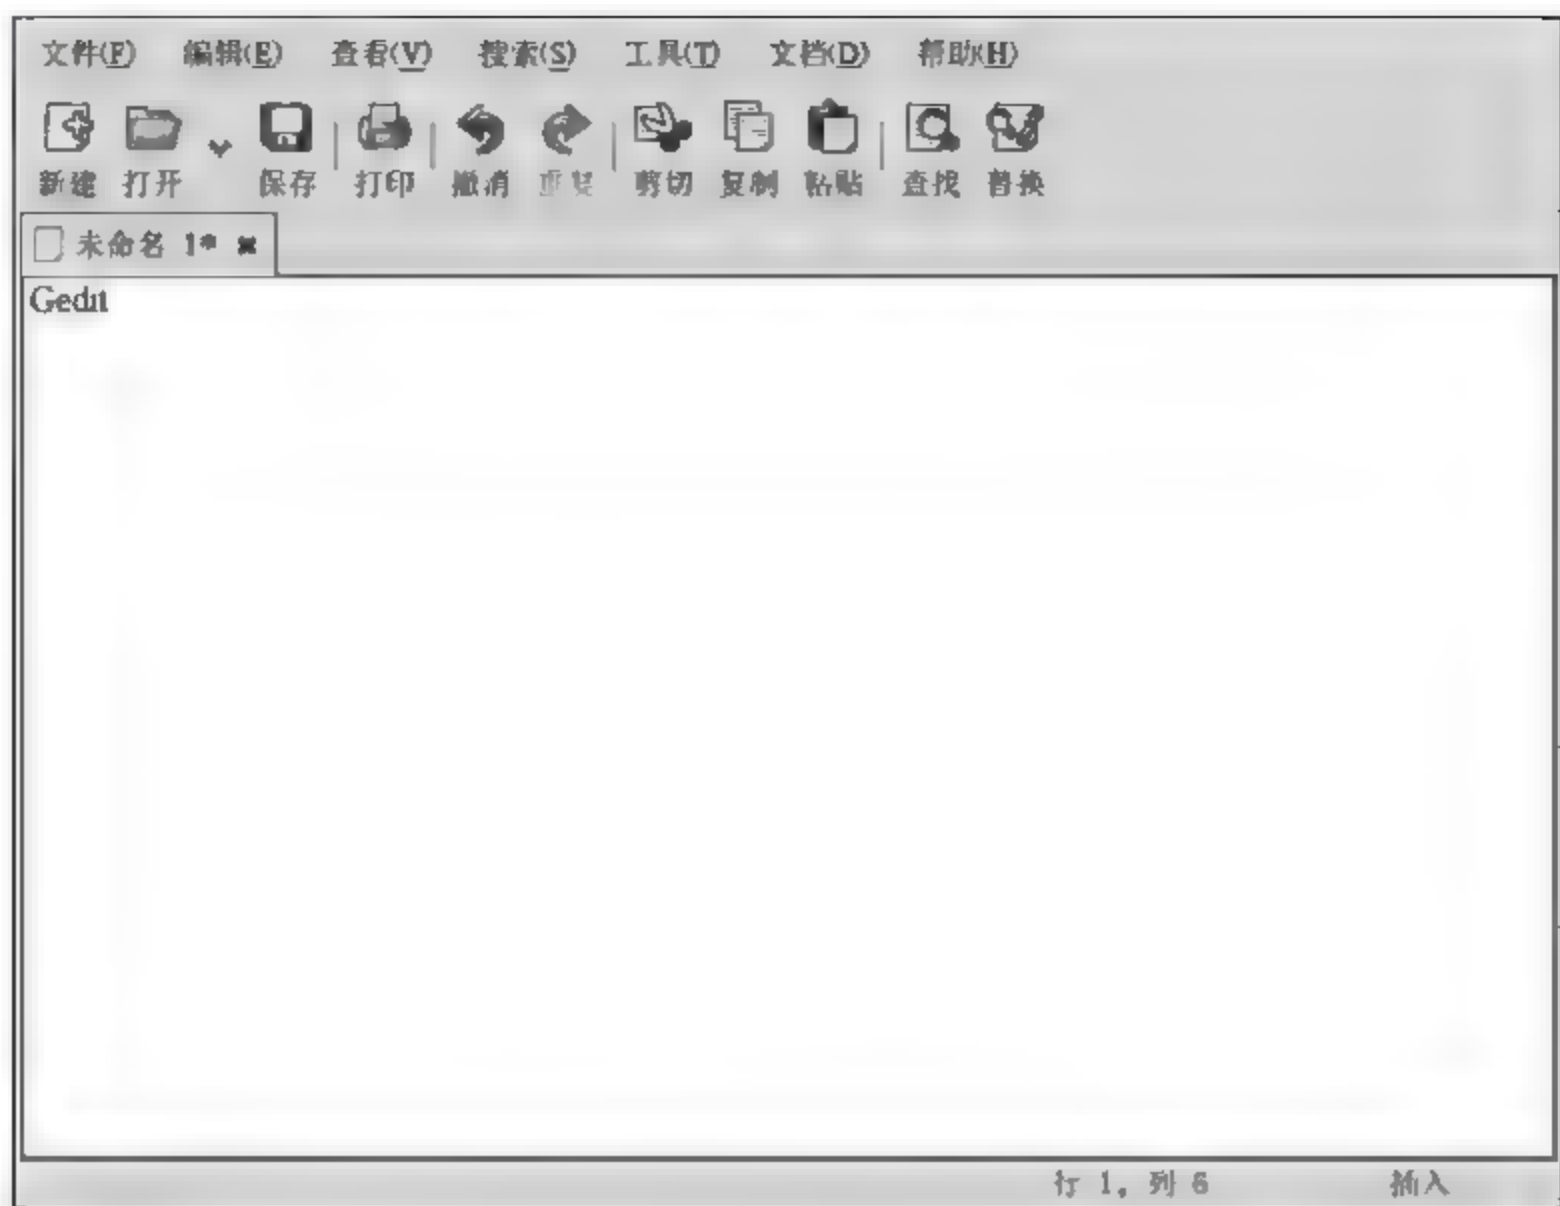 文件(F) 编辑(E) 查看(V) 搜索(S) 工具(T) 文档(D) 帮助(H)
新建 打开 保存 打印 撤消 重复 剪切 复制 粘贴 查找 替换
未命名 1*
Gedit
行 1, 列 6 插入